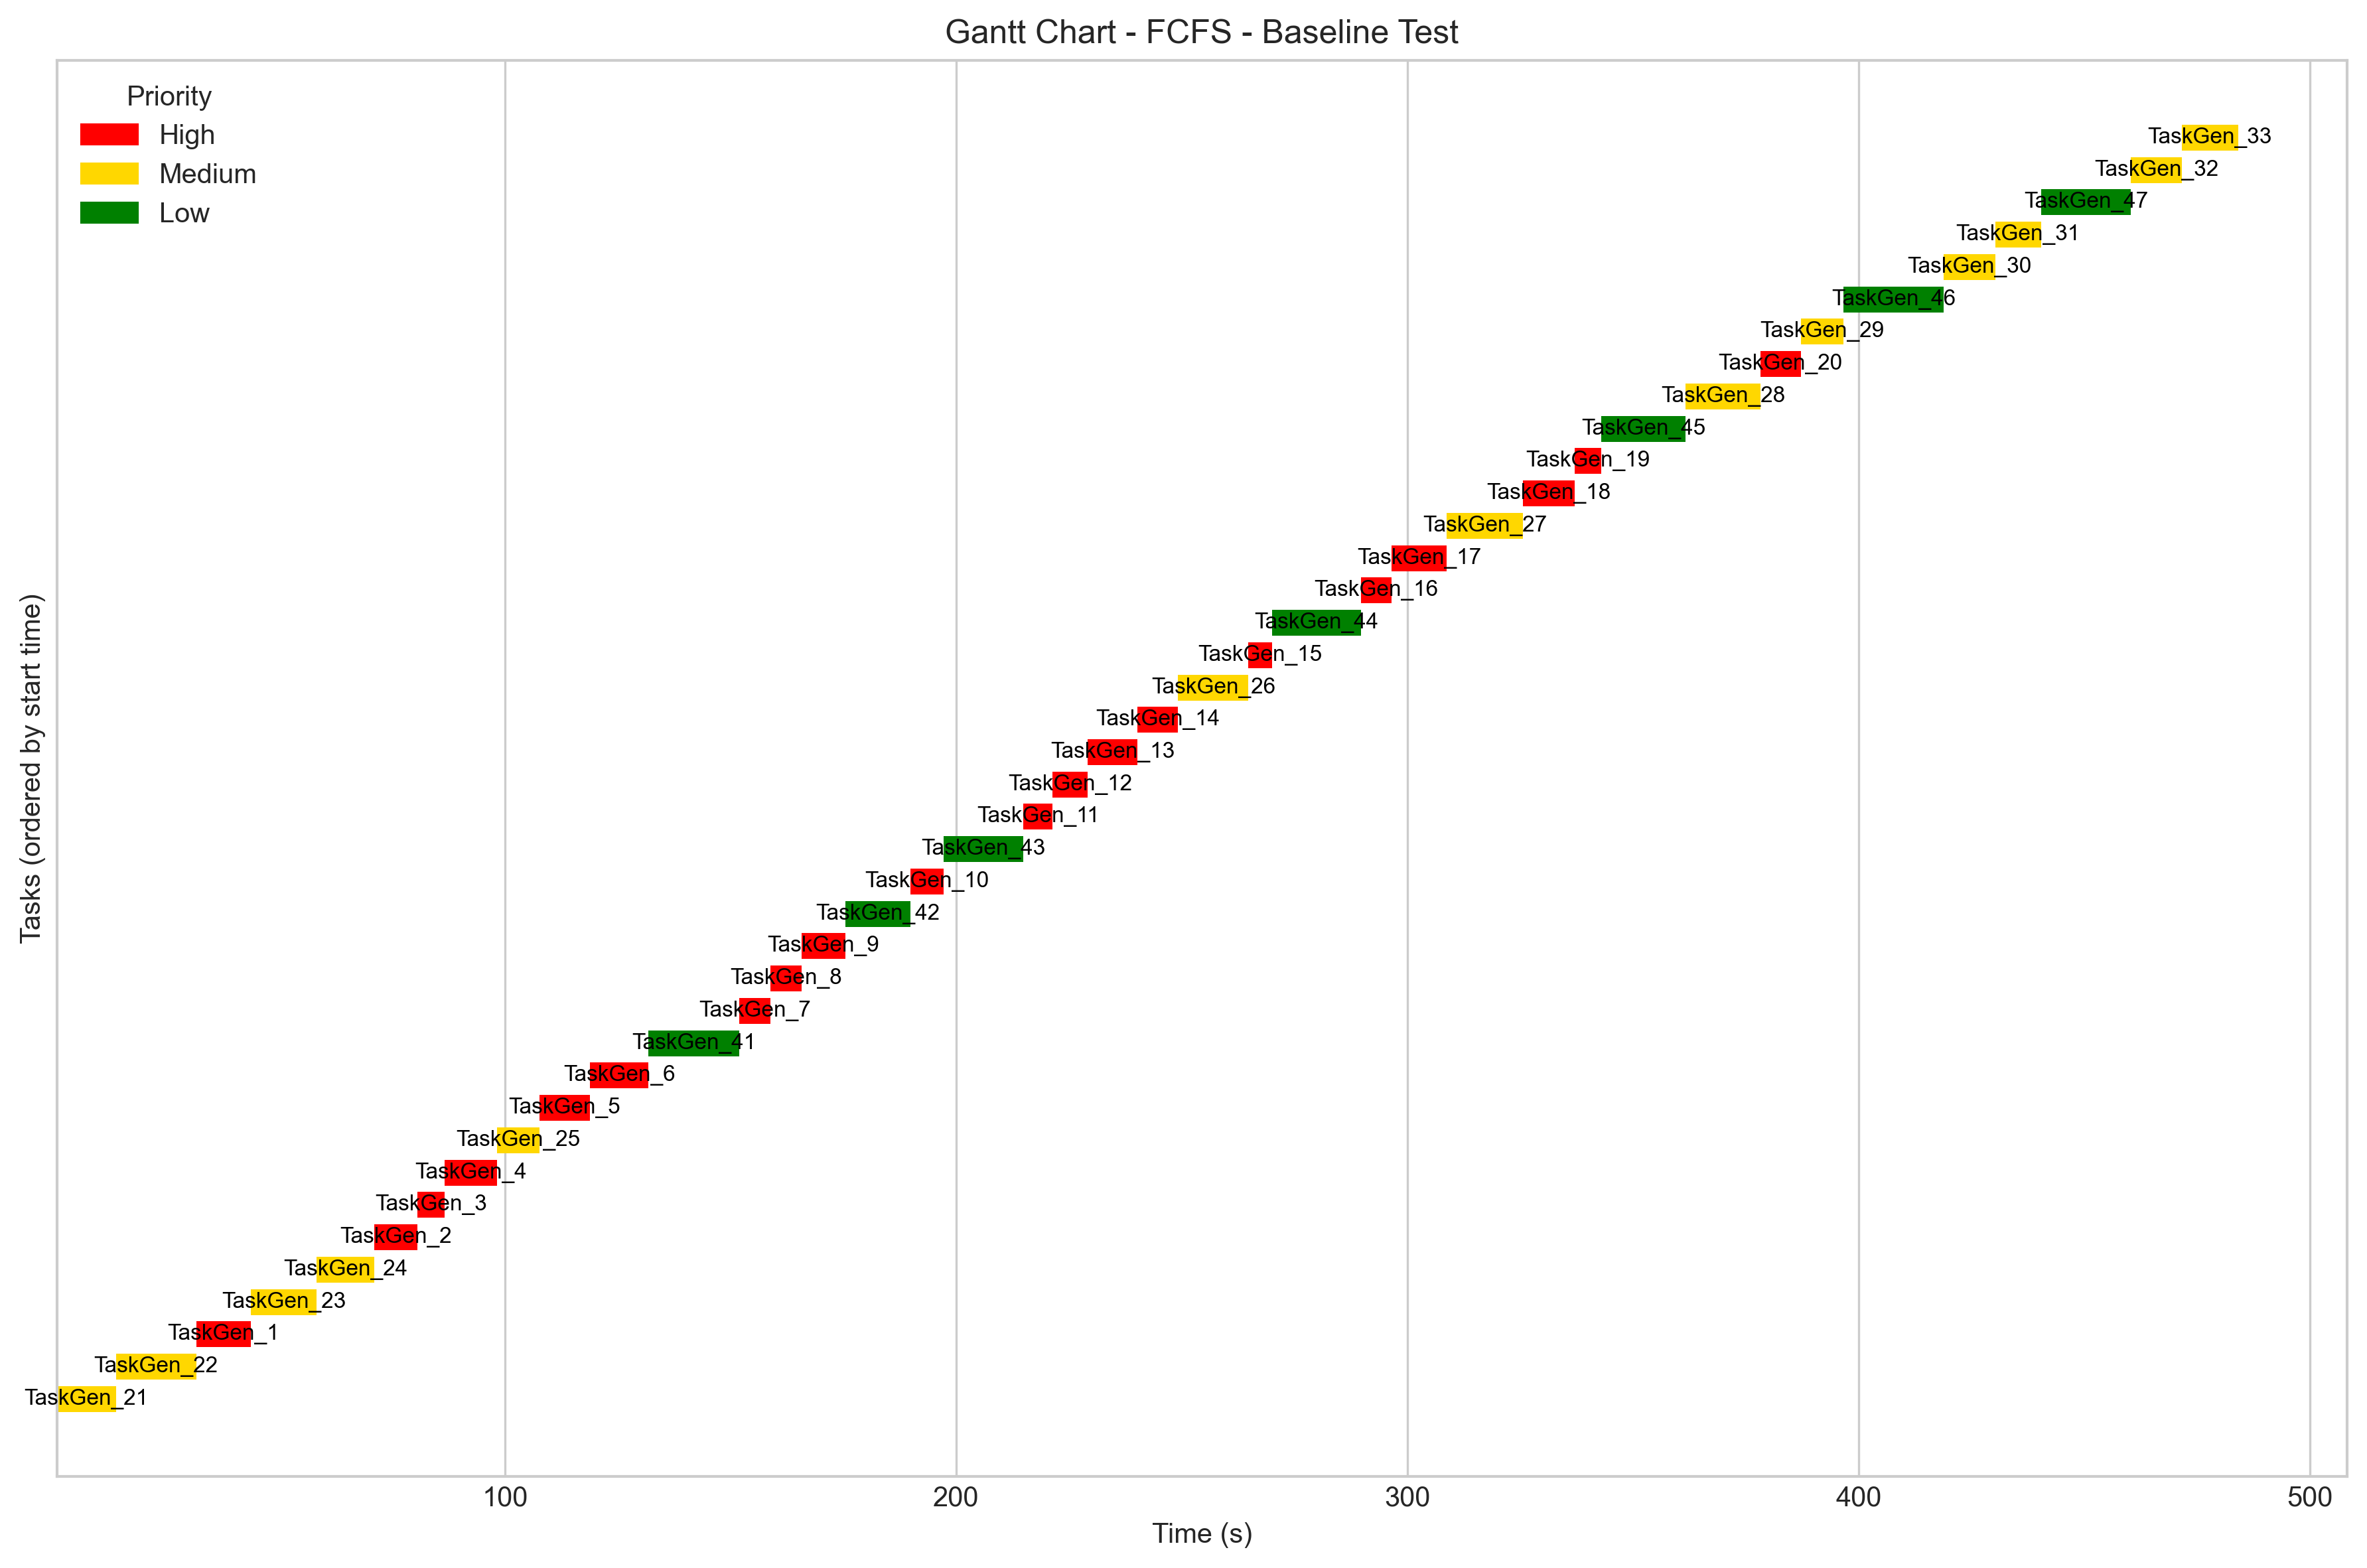 Gantt Chart - FCFS - Baseline Test
Priority
High
Medium
Low
TaskGen_33
TaskGen_32
TaskGen_47
TaskGen_31
TaskGen_30
TaskGen_46
TaskGen_29
TaskGen_20
TaskGen_28
TaskGen_45
TaskGen_19
TaskGen_18
TaskGen_27
TaskGen_17
TaskGen_16
TaskGen_44
TaskGen_15
TaskGen_26
TaskGen_14
TaskGen_13
TaskGen_12
TaskGen_11
TaskGen_43
TaskGen_10
TaskGen_42
TaskGen_9
TaskGen_8
TaskGen_7
TaskGen_41
TaskGen_6
TaskGen_5
TaskGen_25
TaskGen_4
TaskGen_3
TaskGen_2
TaskGen_24
TaskGen_23
TaskGen_1
TaskGen_22
TaskGen_21
Tasks (ordered by start time)
100 200 300 400 500
Time (s)